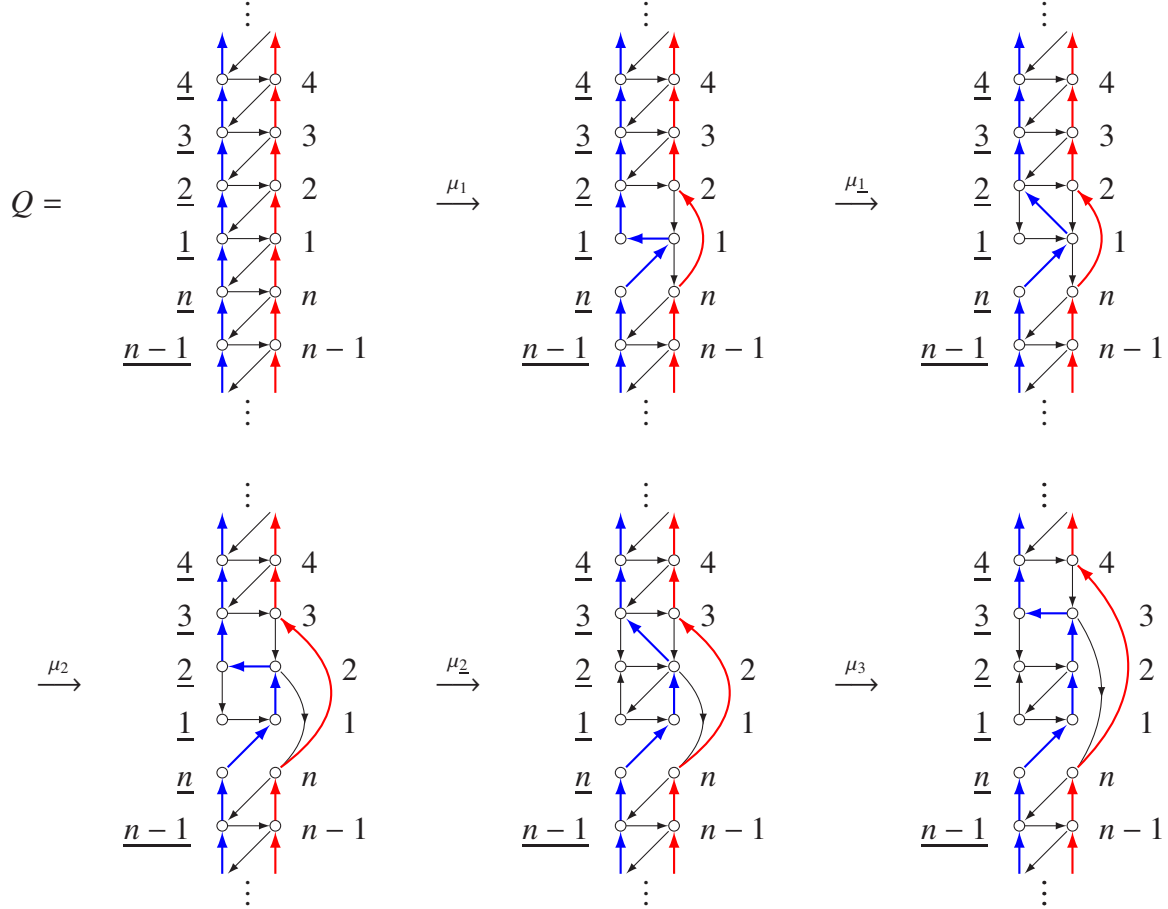 ⋮ ⋮ ⋮
4 4 4 4 4 4
3 3 3 3 3 3
Q = 2 2 μ₁ 2 2 μ₁ 2 2
→ → 
1 1 1 1 1 1
n n n n n n
n − 1 n − 1 n − 1 n − 1 n − 1 n − 1
⋮ ⋮ ⋮
⋮ ⋮ ⋮
4 4 4 4 4 4
3 3 3 3 3 3
μ₂ 2 2 μ₂ 2 2 μ₃ 2 2
→ → →
1 1 1 1 1 1
n n n n n n
n − 1 n − 1 n − 1 n − 1 n − 1 n − 1
⋮ ⋮ ⋮